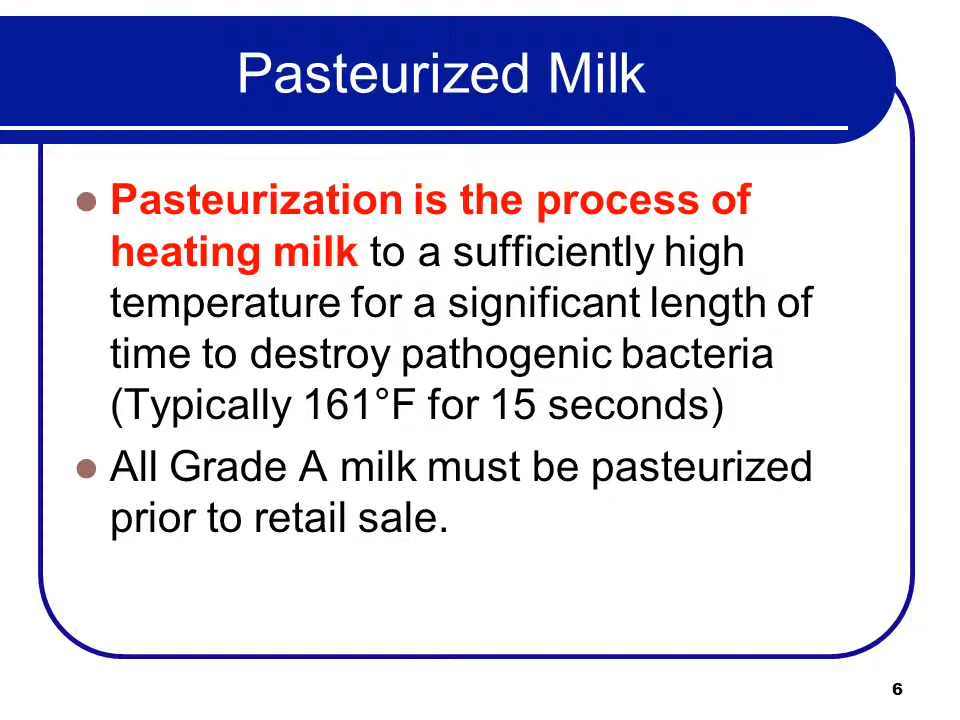 Pasteurized Milk
Pasteurization is the process of
heating milk to a sufficiently high
temperature for a significant length of
time to destroy pathogenic bacteria
(Typically 161°F for 15 seconds)
All Grade A milk must be pasteurized
prior to retail sale.
6